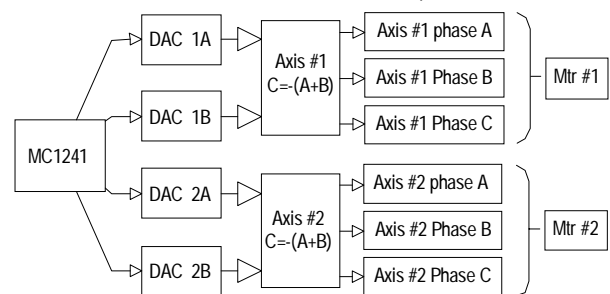 DAC 1A
Axis #1 phase A
Axis #1
C=-(A+B)
Axis #1 Phase B
Mtr #1
DAC 1B
Axis #1 Phase C
MC1241
DAC 2A
Axis #2 phase A
Axis #2
C=-(A+B)
Axis #2 Phase B
Mtr #2
DAC 2B
Axis #2 Phase C